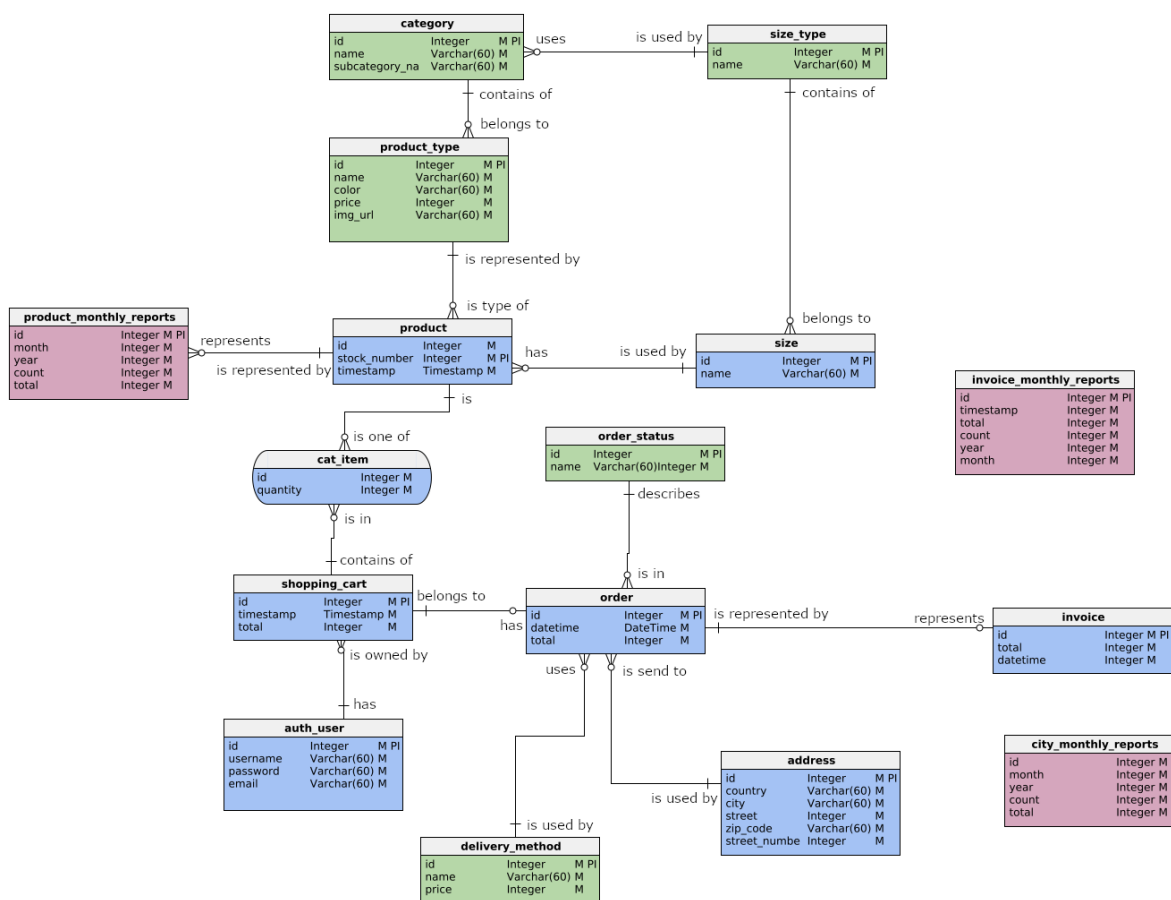 category
id Integer M PI
name Varchar(60) M
subcategory_na Varchar(60) M
uses
is used by
size_type
id Integer M PI
name Varchar(60) M
contains of
belongs to
contains of
product_type
id Integer M PI
name Varchar(60) M
color Varchar(60) M
price Integer M
img_url Varchar(60) M
is represented by
is type of
belongs to
product_monthly_reports
id Integer M PI
month Integer M
year Integer M
count Integer M
total Integer M
represents
is represented by
product
id Integer M
stock_number Integer M PI
timestamp Timestamp M
has
is used by
size
id Integer M PI
name Varchar(60) M
invoice_monthly_reports
id Integer M PI
timestamp Integer M
total Integer M
count Integer M
year Integer M
month Integer M
is
is one of
cat_item
id Integer M
quantity Integer M
order_status
id Integer M PI
name Varchar(60)Integer M
describes
is in
is in
contains of
shopping_cart
id Integer M PI
timestamp Timestamp M
total Integer M
belongs to
has
order
id Integer M PI
datetime DateTime M
total Integer M
is represented by
represents
invoice
id Integer M PI
total Integer M
datetime Integer M
is owned by
has
uses
is send to
auth_user
id Integer M PI
username Varchar(60) M
password Varchar(60) M
email Varchar(60) M
address
id Integer M PI
country Varchar(60) M
city Varchar(60) M
street Integer M
zip_code Varchar(60) M
street_numbe Integer M
is used by
city_monthly_reports
id Integer M
month Integer M
year Integer M
count Integer M
total Integer M
is used by
delivery_method
id Integer M PI
name Varchar(60) M
price Integer M